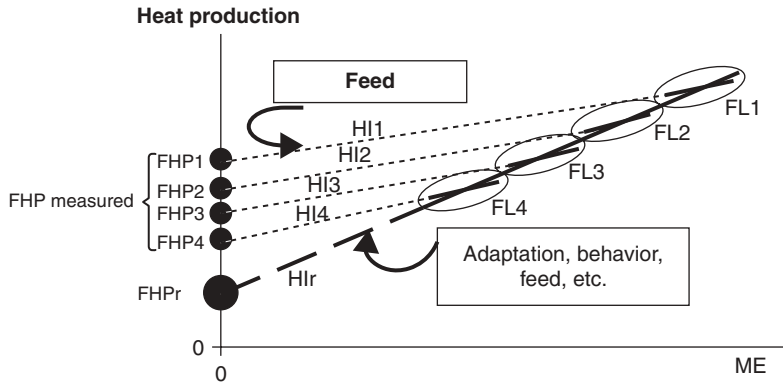 Heat production
Feed
HI1
FL1
HI2
FL2
FHP1
FHP2
HI3
FL3
FHP measured
FHP3
HI4
FL4
FHP4
Adaptation, behavior,
feed, etc.
FHPr
HIr
0
0
ME